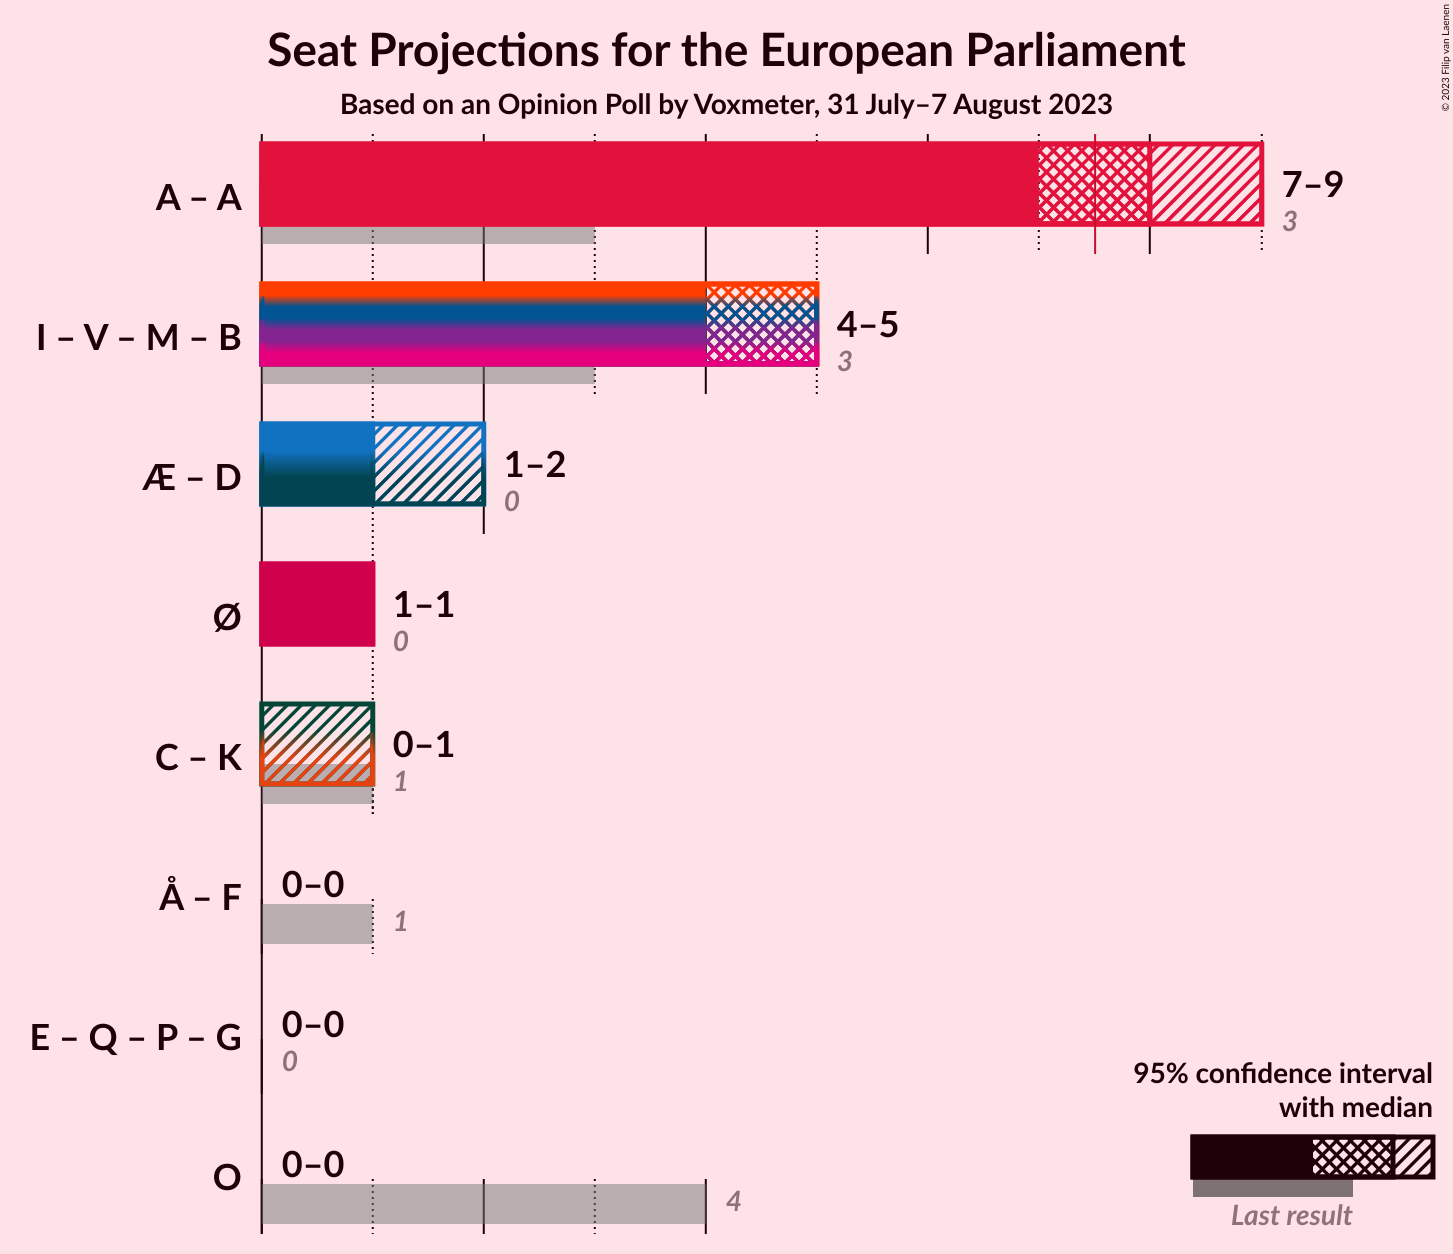 Seat Projections for the European Parliament
Based on an Opinion Poll by Voxmeter, 31 July–7 August 2023
© 2023 Filip van Laenen
A – A
7–9
3
I – V – M – B
4–5
3
Æ – D
1–2
0
Ø
1–1
0
C – K
0–1
1
Å – F
0–0
1
E – Q – P – G
0–0
0
O
0–0
4
95% confidence interval
with median
Last result